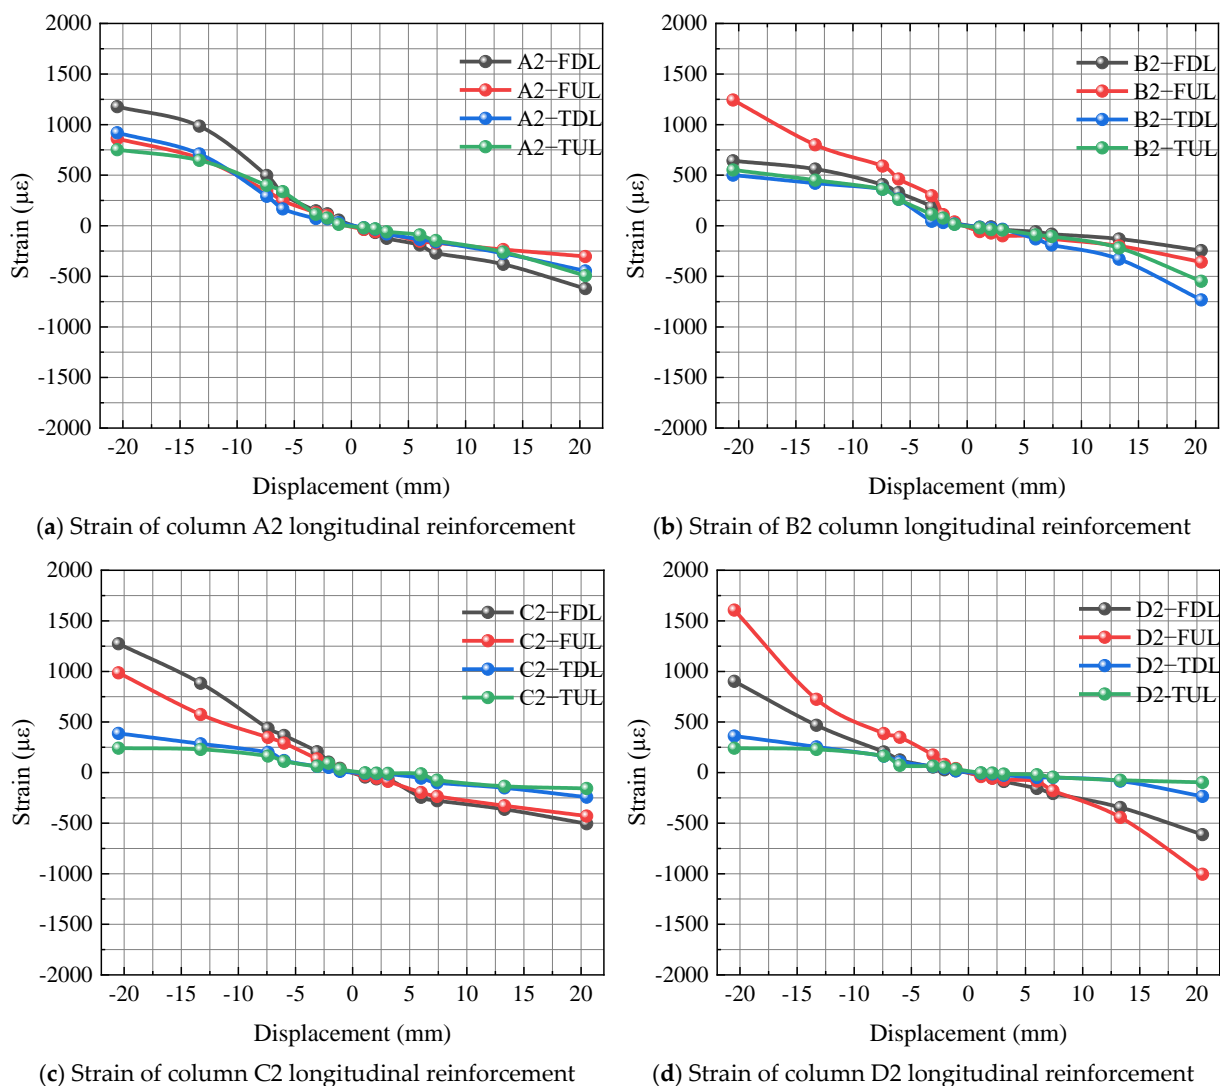 2000
1500
1000
500
0
-500
-1000
-1500
-2000
Strain (με)
A2−FDL
A2−FUL
A2−TDL
A2−TUL
-20 -15 -10 -5 0 5 10 15 20
Displacement (mm)
(a) Strain of column A2 longitudinal reinforcement
2000
1500
1000
500
0
-500
-1000
-1500
-2000
Strain (με)
B2−FDL
B2−FUL
B2−TDL
B2−TUL
-20 -15 -10 -5 0 5 10 15 20
Displacement (mm)
(b) Strain of B2 column longitudinal reinforcement
2000
1500
1000
500
0
-500
-1000
-1500
-2000
Strain (με)
C2−FDL
C2−FUL
C2−TDL
C2−TUL
-20 -15 -10 -5 0 5 10 15 20
Displacement (mm)
(c) Strain of column C2 longitudinal reinforcement
2000
1500
1000
500
0
-500
-1000
-1500
-2000
Strain (με)
D2−FDL
D2−FUL
D2−TDL
D2-TUL
-20 -15 -10 -5 0 5 10 15 20
Displacement (mm)
(d) Strain of column D2 longitudinal reinforcement